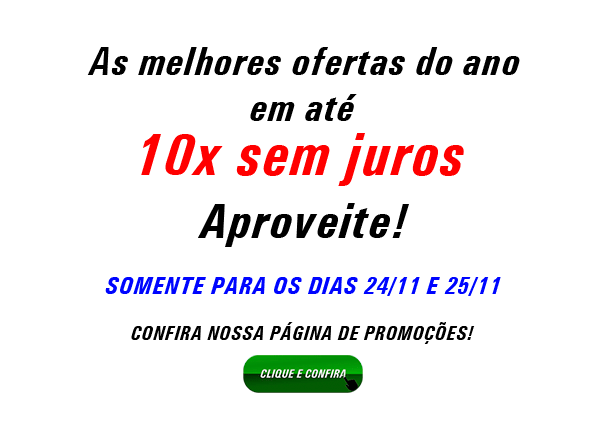 As melhores ofertas do ano
em até
10x sem juros
Aproveite!
SOMENTE PARA OS DIAS 24/11 E 25/11
CONFIRA NOSSA PÁGINA DE PROMOÇÕES!
CLIQUE E CONFIRA